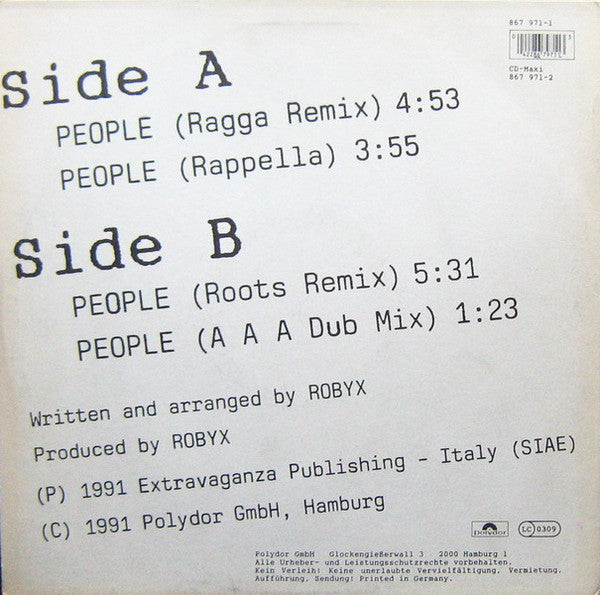 867 971-1
CD-Maxi
867 971-2
Side A
PEOPLE (Ragga Remix) 4:53
PEOPLE (Rappella) 3:55
Side B
PEOPLE (Roots Remix) 5:31
PEOPLE (A A A Dub Mix) 1:23
Written and arranged by ROBYX
Produced by ROBYX
(P) 1991 Extravaganza Publishing - Italy (SIAE)
(C) 1991 Polydor GmbH, Hamburg
polydor
LC 0309
Polydor GmbH Glockengießerwall 3 2000 Hamburg 1
Alle Urheber- und Leistungsschutzrechte vorbehalten.
Kein Verleih! Keine unerlaubte Vervielfältigung, Vermietung,
Aufführung, Sendung! Printed in Germany.